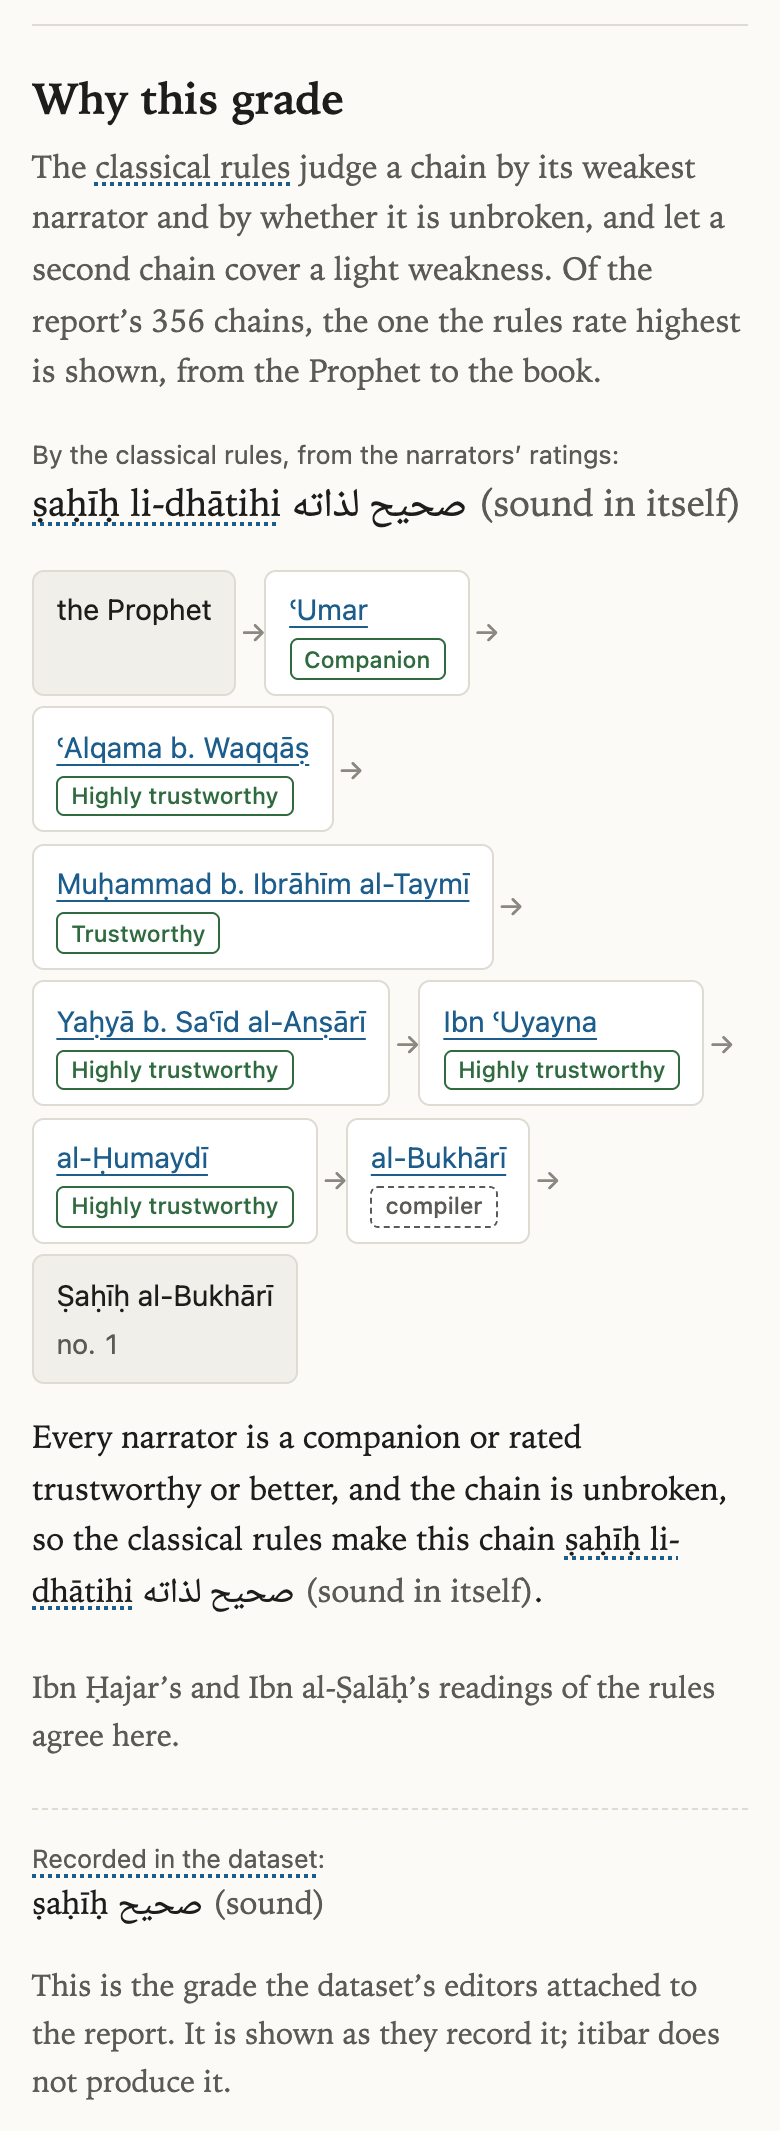 Why this grade
The classical rules judge a chain by its weakest
narrator and by whether it is unbroken, and let a
second chain cover a light weakness. Of the
report’s 356 chains, the one the rules rate highest
is shown, from the Prophet to the book.
By the classical rules, from the narrators’ ratings:
ṣaḥīḥ li-dhātihi صحيح لذاته (sound in itself)
the Prophet → ʿUmar →
Companion
ʿAlqama b. Waqqāṣ →
Highly trustworthy
Muḥammad b. Ibrāhīm al-Taymī →
Trustworthy
Yaḥyā b. Saʿīd al-Anṣārī → Ibn ʿUyayna →
Highly trustworthy Highly trustworthy
al-Ḥumaydī → al-Bukhārī →
Highly trustworthy compiler
Ṣaḥīḥ al-Bukhārī
no. 1
Every narrator is a companion or rated
trustworthy or better, and the chain is unbroken,
so the classical rules make this chain ṣaḥīḥ li-
dhātihi صحيح لذاته (sound in itself).
Ibn Ḥajar’s and Ibn al-Ṣalāḥ’s readings of the rules
agree here.
Recorded in the dataset:
ṣaḥīḥ صحيح (sound)
This is the grade the dataset’s editors attached to
the report. It is shown as they record it; itibar does
not produce it.